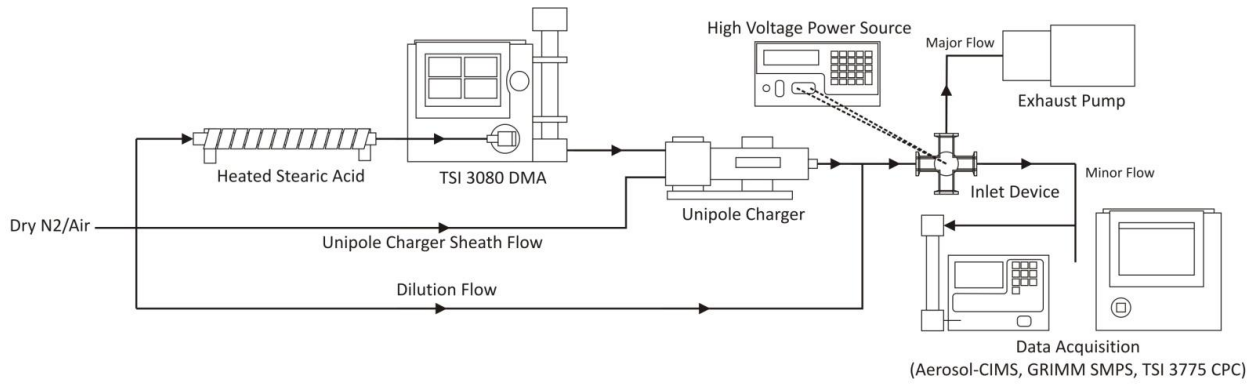 High Voltage Power Source
Major Flow
Exhaust Pump
Heated Stearic Acid
TSI 3080 DMA
Minor Flow
Inlet Device
Unipole Charger
Dry N2/Air
Unipole Charger Sheath Flow
Dilution Flow
Data Acquisition
(Aerosol-CIMS, GRIMM SMPS, TSI 3775 CPC)